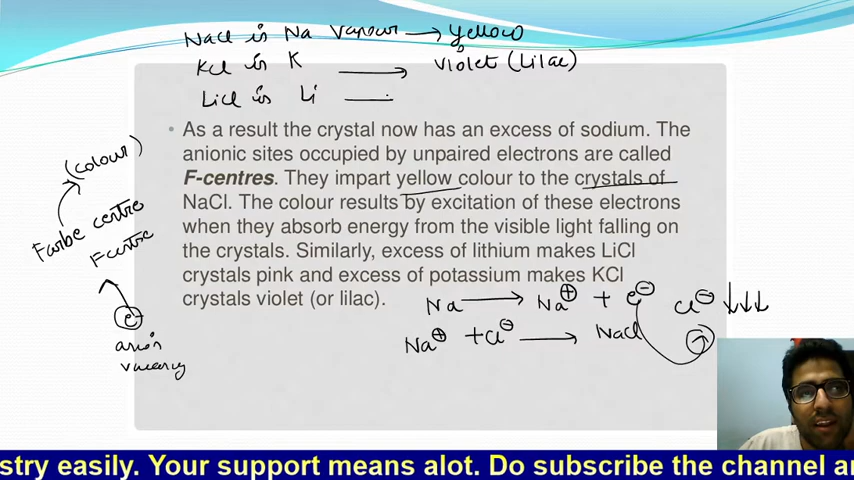 NaCl in Na Vapour → Yellow
KCl in K → Violet (Lilac)
LiCl in Li
• As a result the crystal now has an excess of sodium. The
anionic sites occupied by unpaired electrons are called
F-centres. They impart yellow colour to the crystals of
NaCl. The colour results by excitation of these electrons
when they absorb energy from the visible light falling on
the crystals. Similarly, excess of lithium makes LiCl
crystals pink and excess of potassium makes KCl
crystals violet (or lilac).
(colour)
Farbe centre
F centre
e-
anion
vacancy
Na → Na⊕ + e⊖ Cl⊖ ↓↓↓
Na⊕ + Cl⊖ → NaCl
stry easily. Your support means alot. Do subscribe the channel a